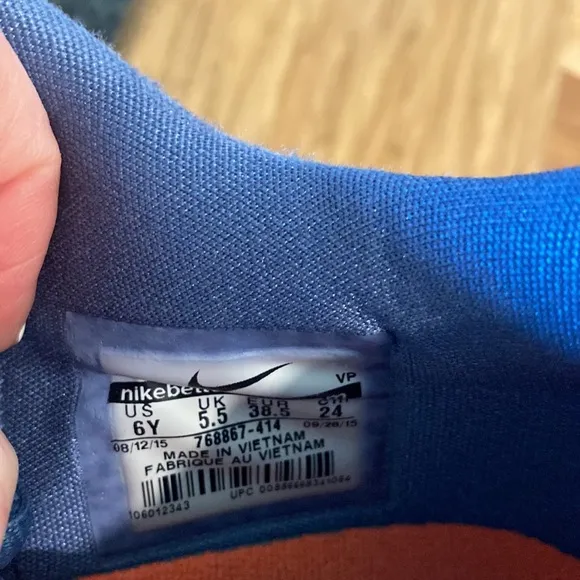 VP
US UK EUR cm
6Y 5.5 38.5 24
08/12/15 768867-414 09/28/15
MADE IN VIETNAM
FABRIQUE AU VIETNAM
UPC
106012343